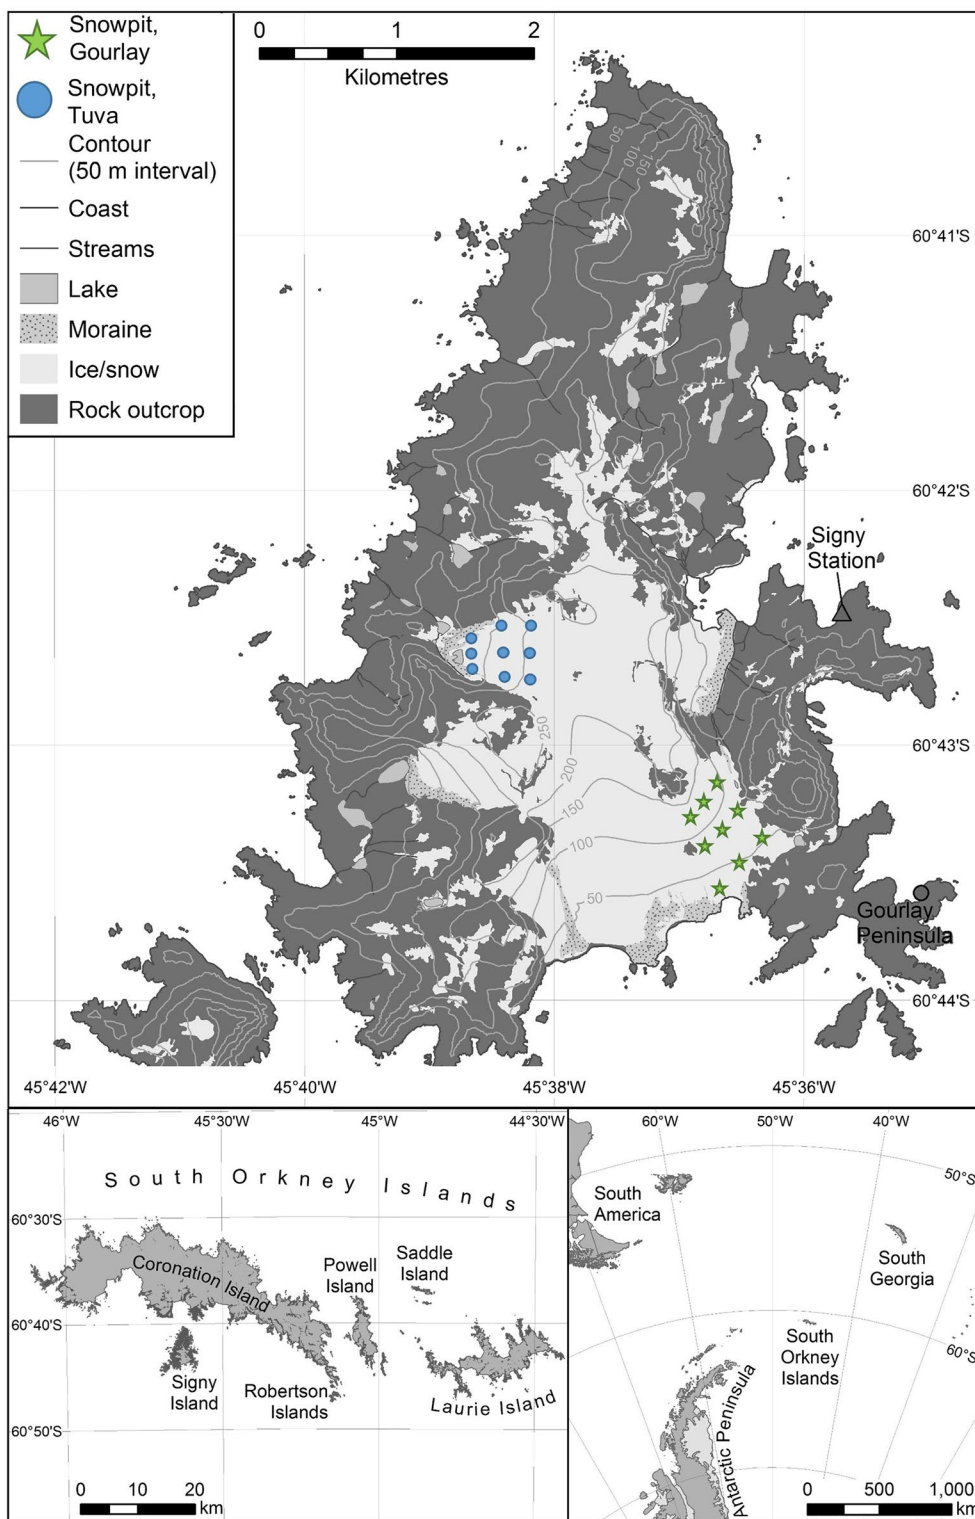 Snowpit,
Gourlay
Snowpit,
Tuva
Contour
(50 m interval)
Coast
Streams
Lake
Moraine
Ice/snow
Rock outcrop
0 1 2
Kilometres
50
100
150
60°41'S
60°42'S
Signy
Station
60°43'S
250
200
150
100
50
Gourlay
Peninsula
60°44'S
45°42'W 45°40'W 45°38'W 45°36'W
46°W 45°30'W 45°W 44°30'W
South Orkney Islands
60°30'S
60°40'S
60°50'S
Coronation Island
Powell
Island
Saddle
Island
Signy
Island
Robertson
Islands
Laurie Island
0 10 20
km
60°W 50°W 40°W
50°S
60°S
South
America
South
Georgia
South
Orkney
Islands
Antarctic Peninsula
0 500 1,000
km